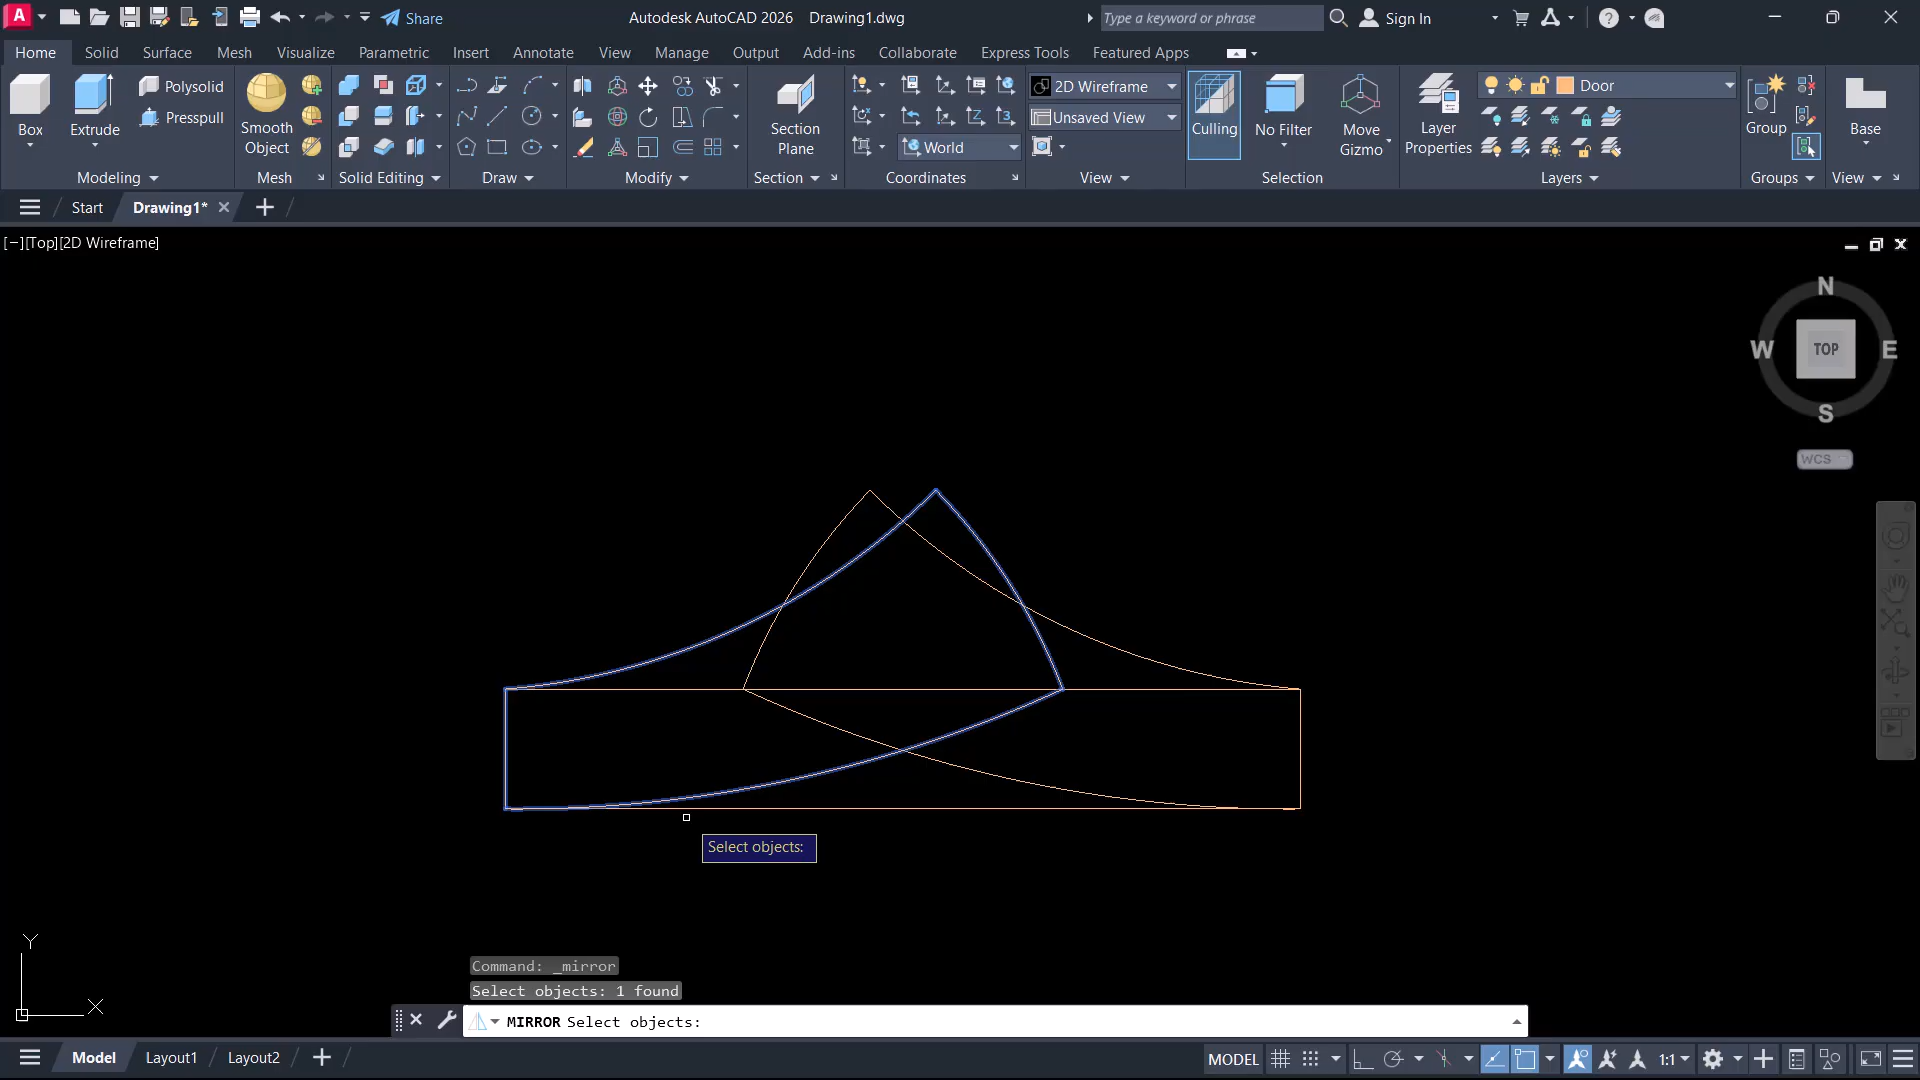 Share
Autodesk AutoCAD 2026 Drawing1.dwg
Type a keyword or phrase
Sign In
Home Solid Surface Mesh Visualize Parametric Insert Annotate View Manage Output Add-ins Collaborate Express Tools Featured Apps
Box
Extrude
Polysolid
Presspull
Smooth
Object
Section
Plane
World
2D Wireframe
Unsaved View
Culling
No Filter
Move
Gizmo
Layer
Properties
Door
Group
Base
Modeling Mesh Solid Editing Draw Modify Section Coordinates View Selection Layers Groups View
Start Drawing1*
[−][Top][2D Wireframe]
N
W TOP E
S
WCS
Select objects:
Y
X
Command: _mirror
Select objects: 1 found
MIRROR Select objects:
Model Layout1 Layout2
MODEL 1:1